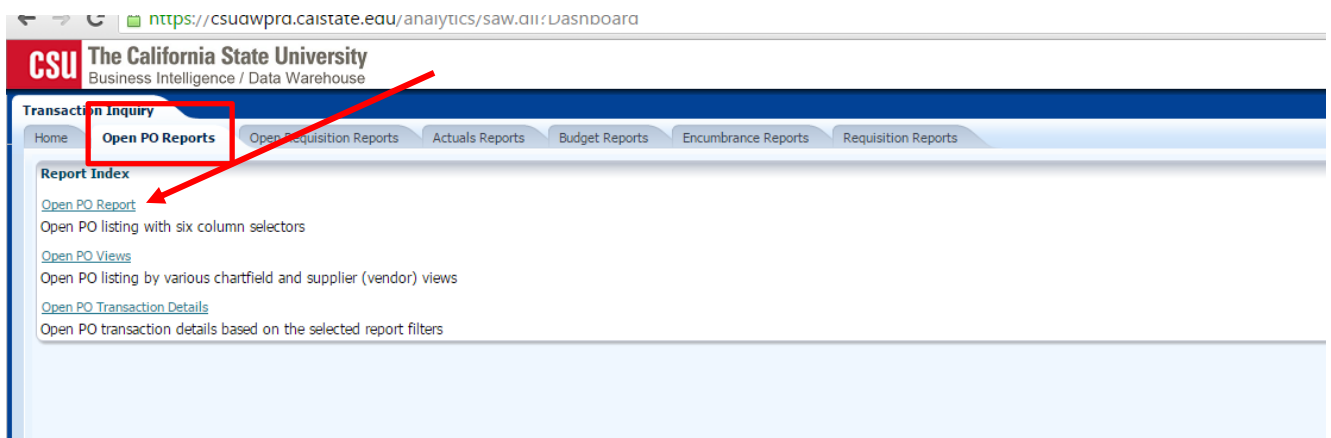 https://csudwprd.calstate.edu/analytics/saw.dll?Dashboard
CSU The California State University
Business Intelligence / Data Warehouse
Transaction Inquiry
Home Open PO Reports Open Requisition Reports Actuals Reports Budget Reports Encumbrance Reports Requisition Reports
Report Index
Open PO Report
Open PO listing with six column selectors
Open PO Views
Open PO listing by various chartfield and supplier (vendor) views
Open PO Transaction Details
Open PO transaction details based on the selected report filters